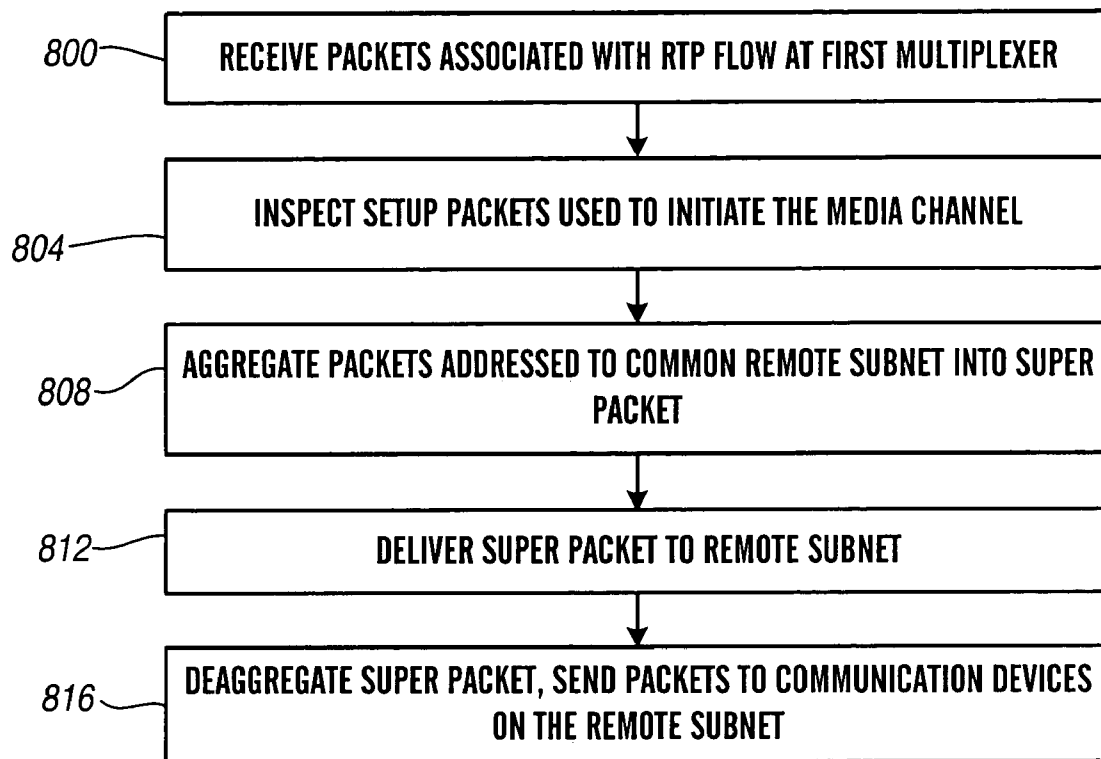 800
RECEIVE PACKETS ASSOCIATED WITH RTP FLOW AT FIRST MULTIPLEXER
804
INSPECT SETUP PACKETS USED TO INITIATE THE MEDIA CHANNEL
808
AGGREGATE PACKETS ADDRESSED TO COMMON REMOTE SUBNET INTO SUPER
PACKET
812
DELIVER SUPER PACKET TO REMOTE SUBNET
816
DEAGGREGATE SUPER PACKET, SEND PACKETS TO COMMUNICATION DEVICES
ON THE REMOTE SUBNET